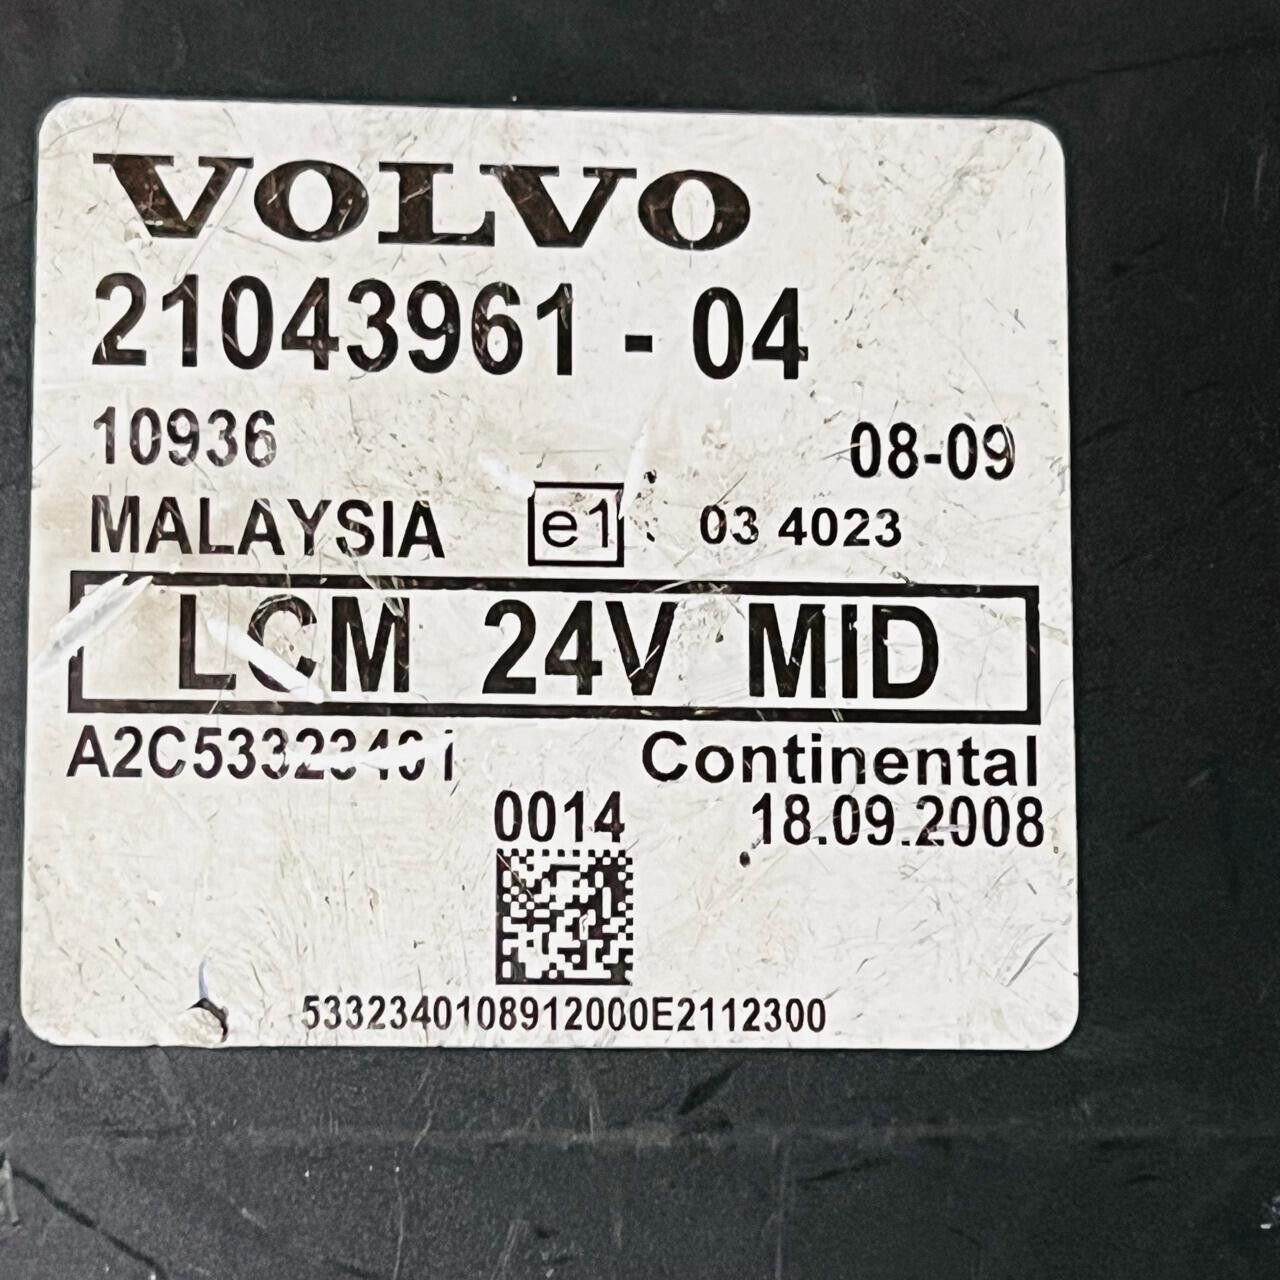 VOLVO
21043961 - 04
10936 08-09
MALAYSIA e1 03 4023
LCM 24V MID
A2C53323401 Continental
0014 18.09.2008
5332340108912000E2112300